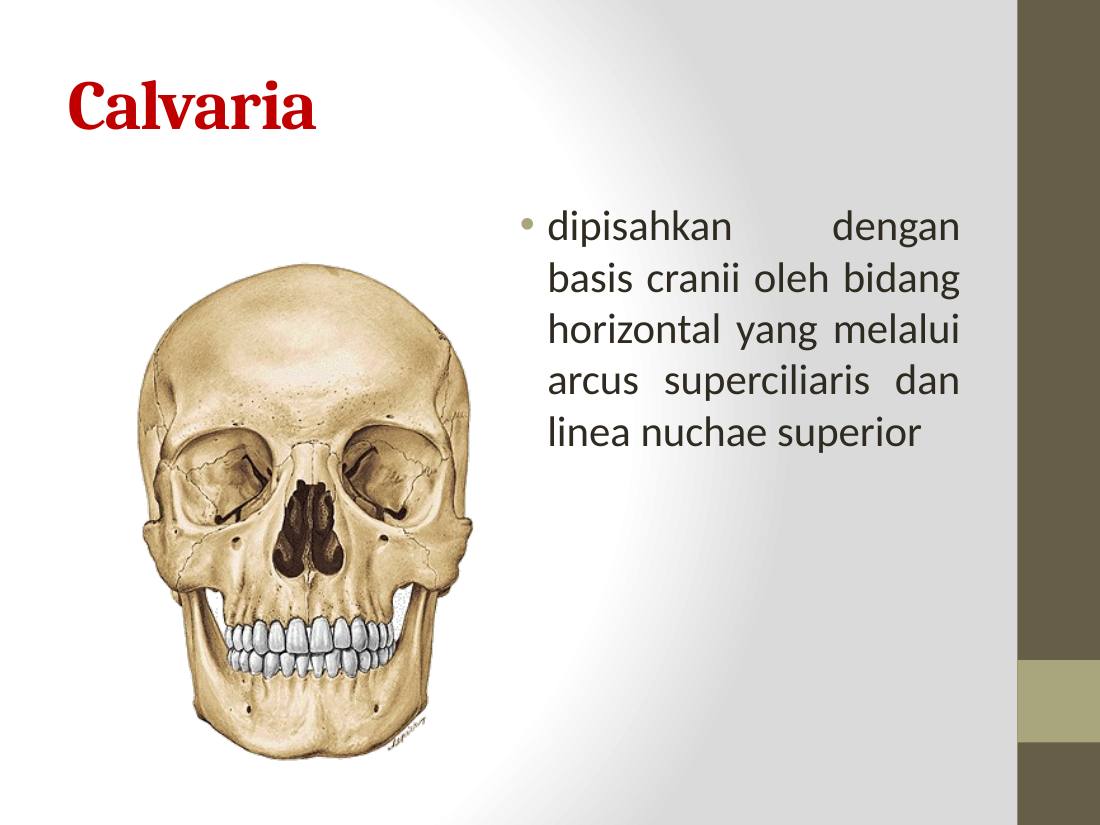 Calvaria
• dipisahkan dengan
basis cranii oleh bidang
horizontal yang melalui
arcus superciliaris dan
linea nuchae superior